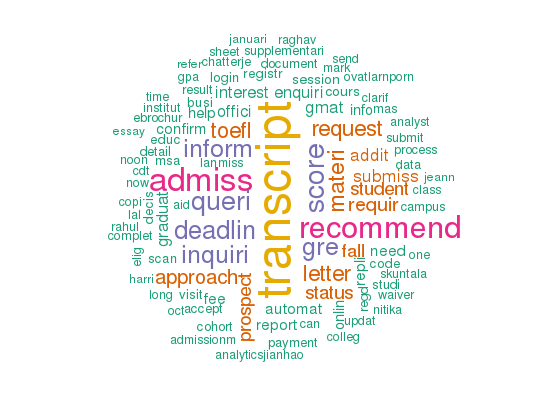 januari raghav
sheet supplementari
refer chatterje document send
mark
gpa login registr session ovatlarnporn
result interest enquiri cours clarif
time busi
institut help offici gmat info mas
ebrochur
essay confirm toefl transcript request analyst
educ submit
detail inform score materi addit process
noon msa lanmiss data
cdt admiss submiss jeann
now aid queri student class
copi decis graduat requir campus
lal
rahul deadlin recommend
complet
elig scan inquiri gre fall need one
repli code
harri approach letter skuntala
studi
long visit fee prospect status onlin regd waiver
oct accept automat nitika
cohort report can updat
admissionm payment colleg
analyticsjianhao